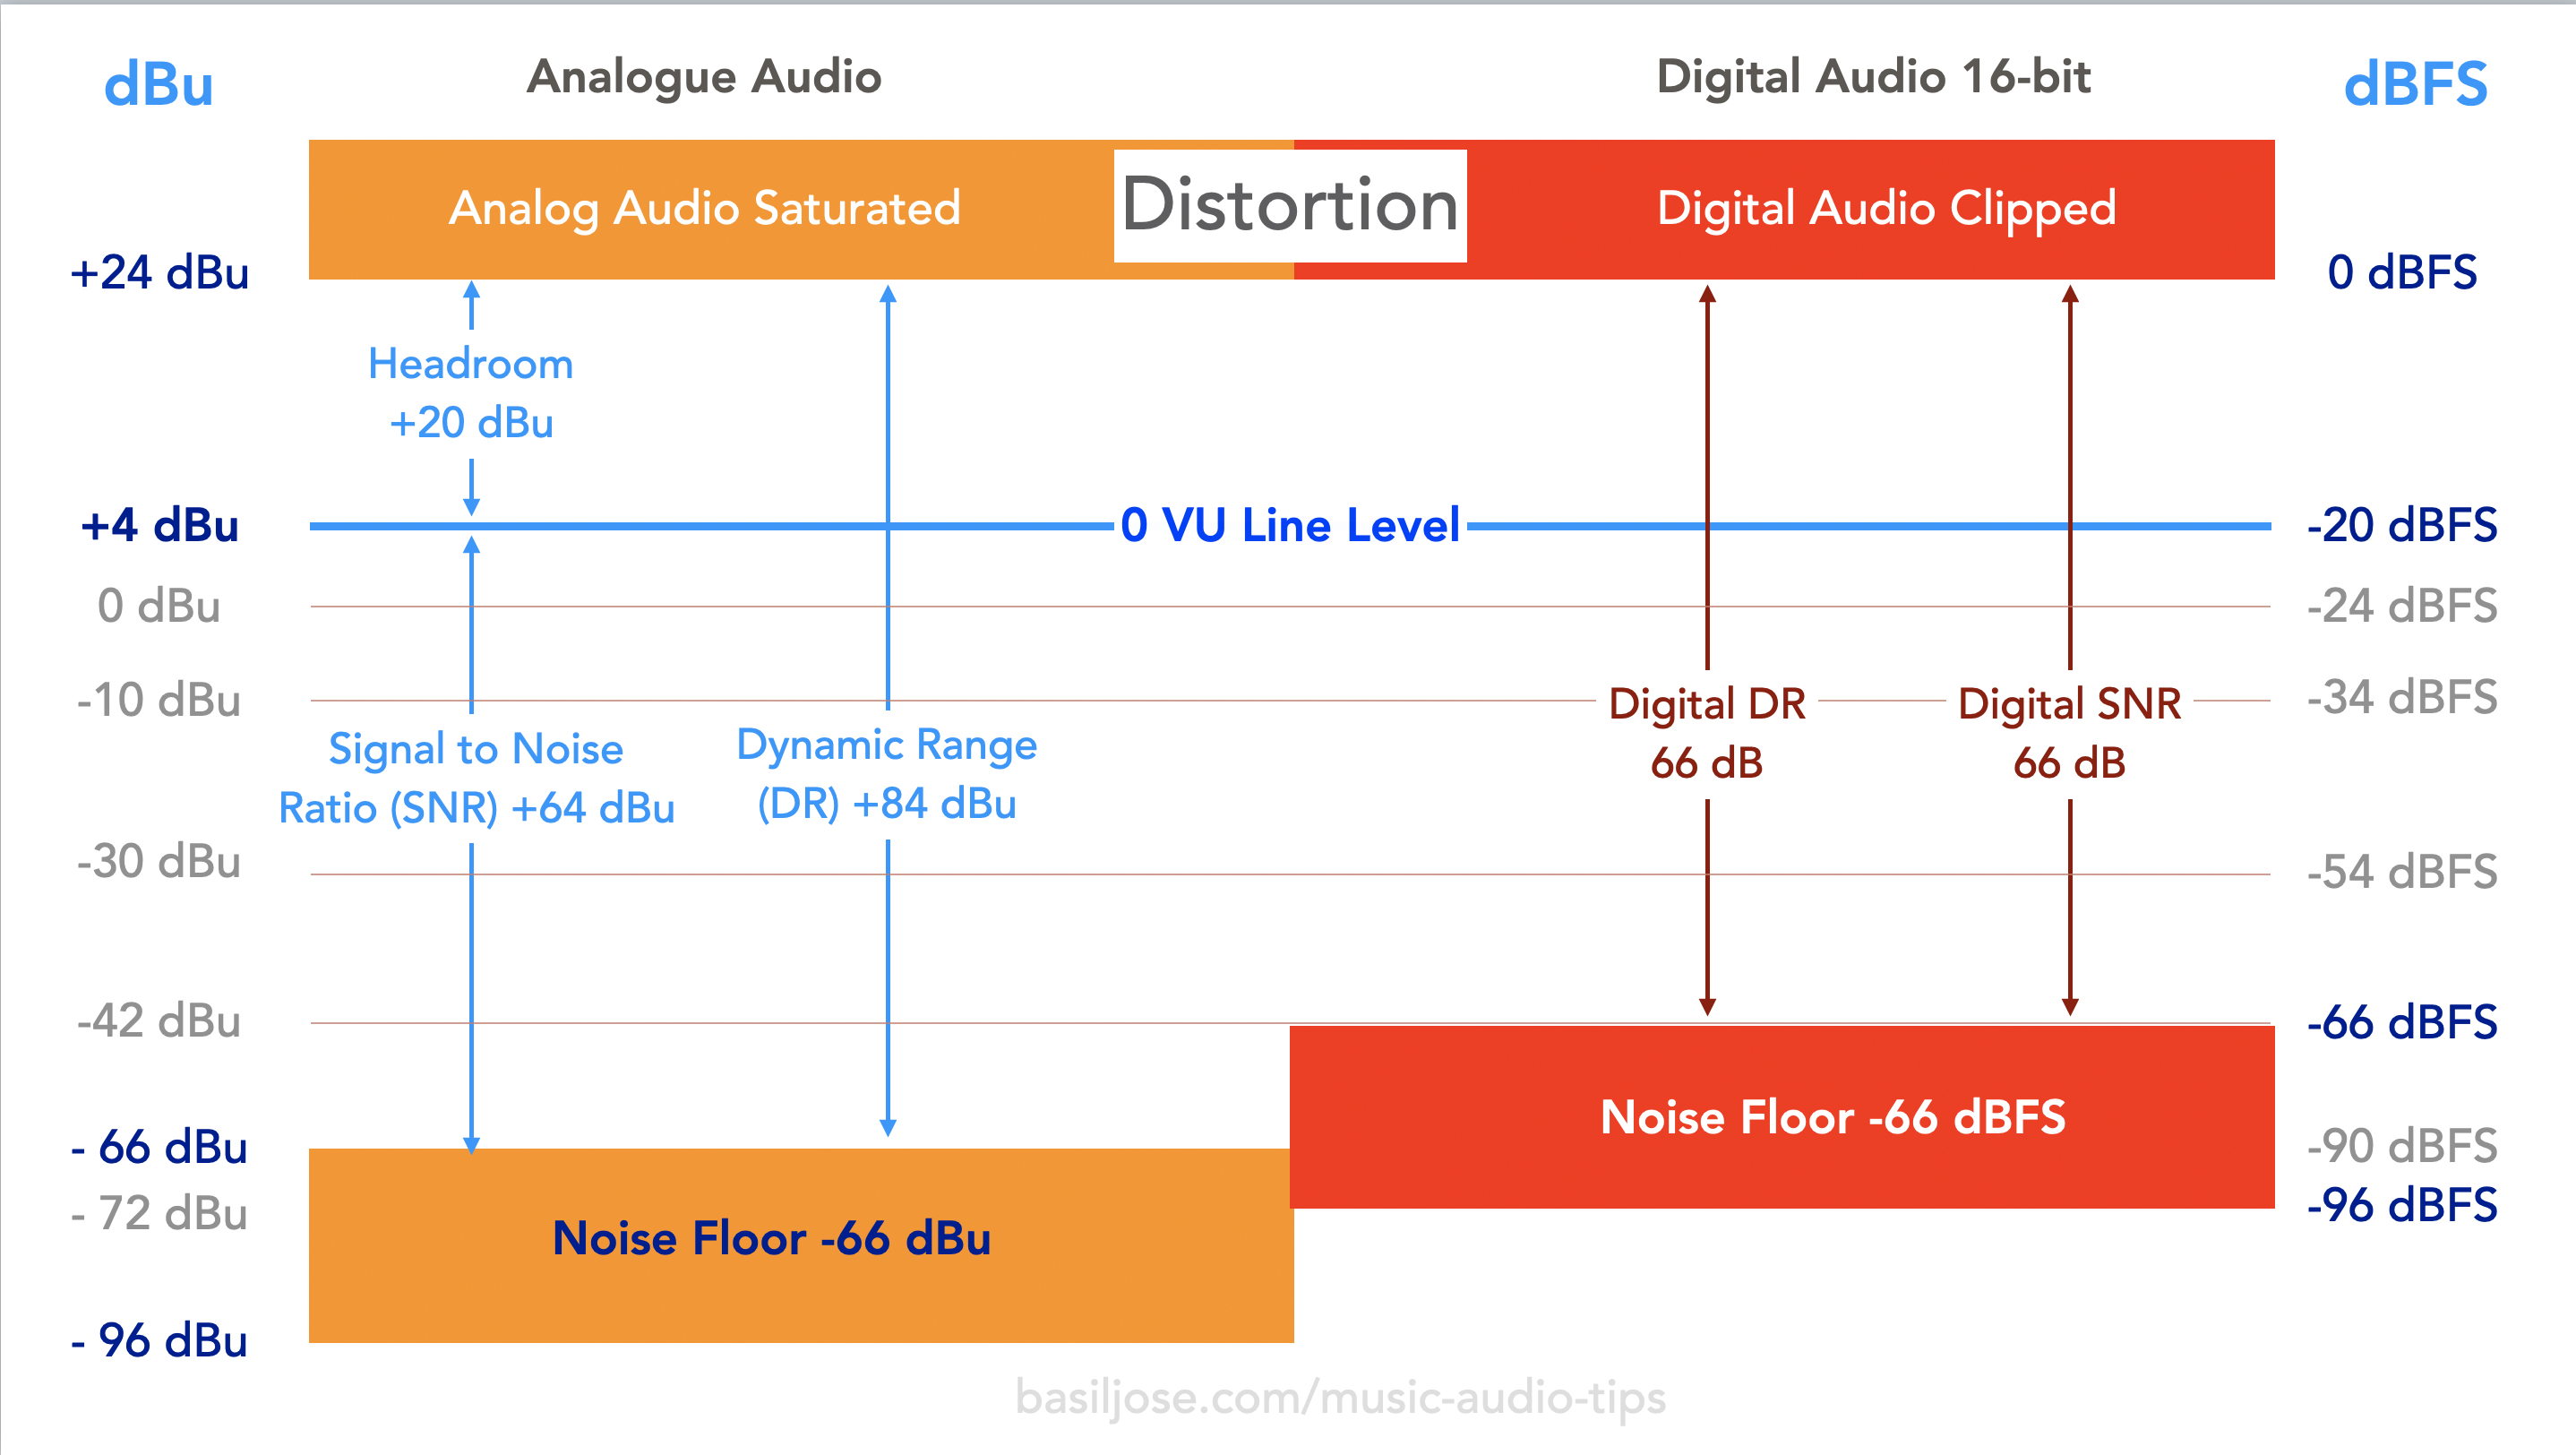 dBu
Analogue Audio
Digital Audio 16-bit
dBFS
Analog Audio Saturated
Distortion
Digital Audio Clipped
+24 dBu
0 dBFS
Headroom
+20 dBu
+4 dBu
0 VU Line Level
-20 dBFS
0 dBu
-24 dBFS
-10 dBu
-34 dBFS
Signal to Noise
Ratio (SNR) +64 dBu
Dynamic Range
(DR) +84 dBu
Digital DR
66 dB
Digital SNR
66 dB
-30 dBu
-54 dBFS
-42 dBu
-66 dBFS
Noise Floor -66 dBFS
- 66 dBu
-90 dBFS
- 72 dBu
-96 dBFS
Noise Floor -66 dBu
- 96 dBu
basiljose.com/music-audio-tips